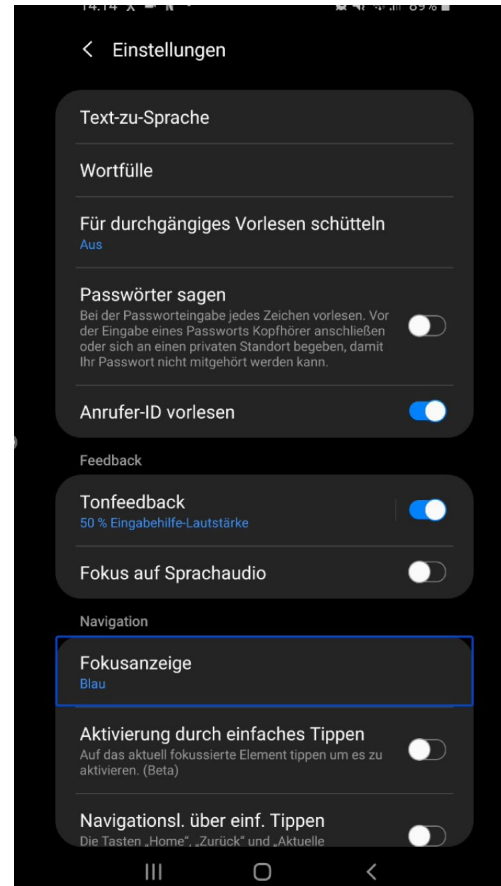 14:14
89%
Einstellungen
Text-zu-Sprache
Wortfülle
Für durchgängiges Vorlesen schütteln
Aus
Passwörter sagen
Bei der Passworteingabe jedes Zeichen vorlesen. Vor
der Eingabe eines Passworts Kopfhörer anschließen
oder sich an einen privaten Standort begeben, damit
Ihr Passwort nicht mitgehört werden kann.
Anrufer-ID vorlesen
Feedback
Tonfeedback
50 % Eingabehilfe-Lautstärke
Fokus auf Sprachaudio
Navigation
Fokusanzeige
Blau
Aktivierung durch einfaches Tippen
Auf das aktuell fokussierte Element tippen um es zu
aktivieren. (Beta)
Navigationsl. über einf. Tippen
Die Tasten „Home“, „Zurück“ und „Aktuelle